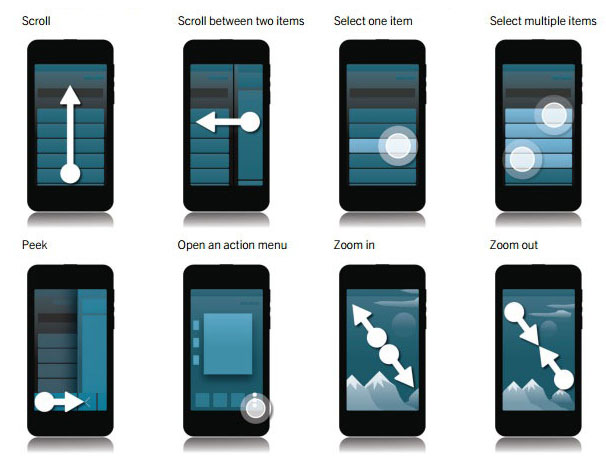 Scroll
Scroll between two items
Select one item
Select multiple items
Peek
Open an action menu
Zoom in
Zoom out